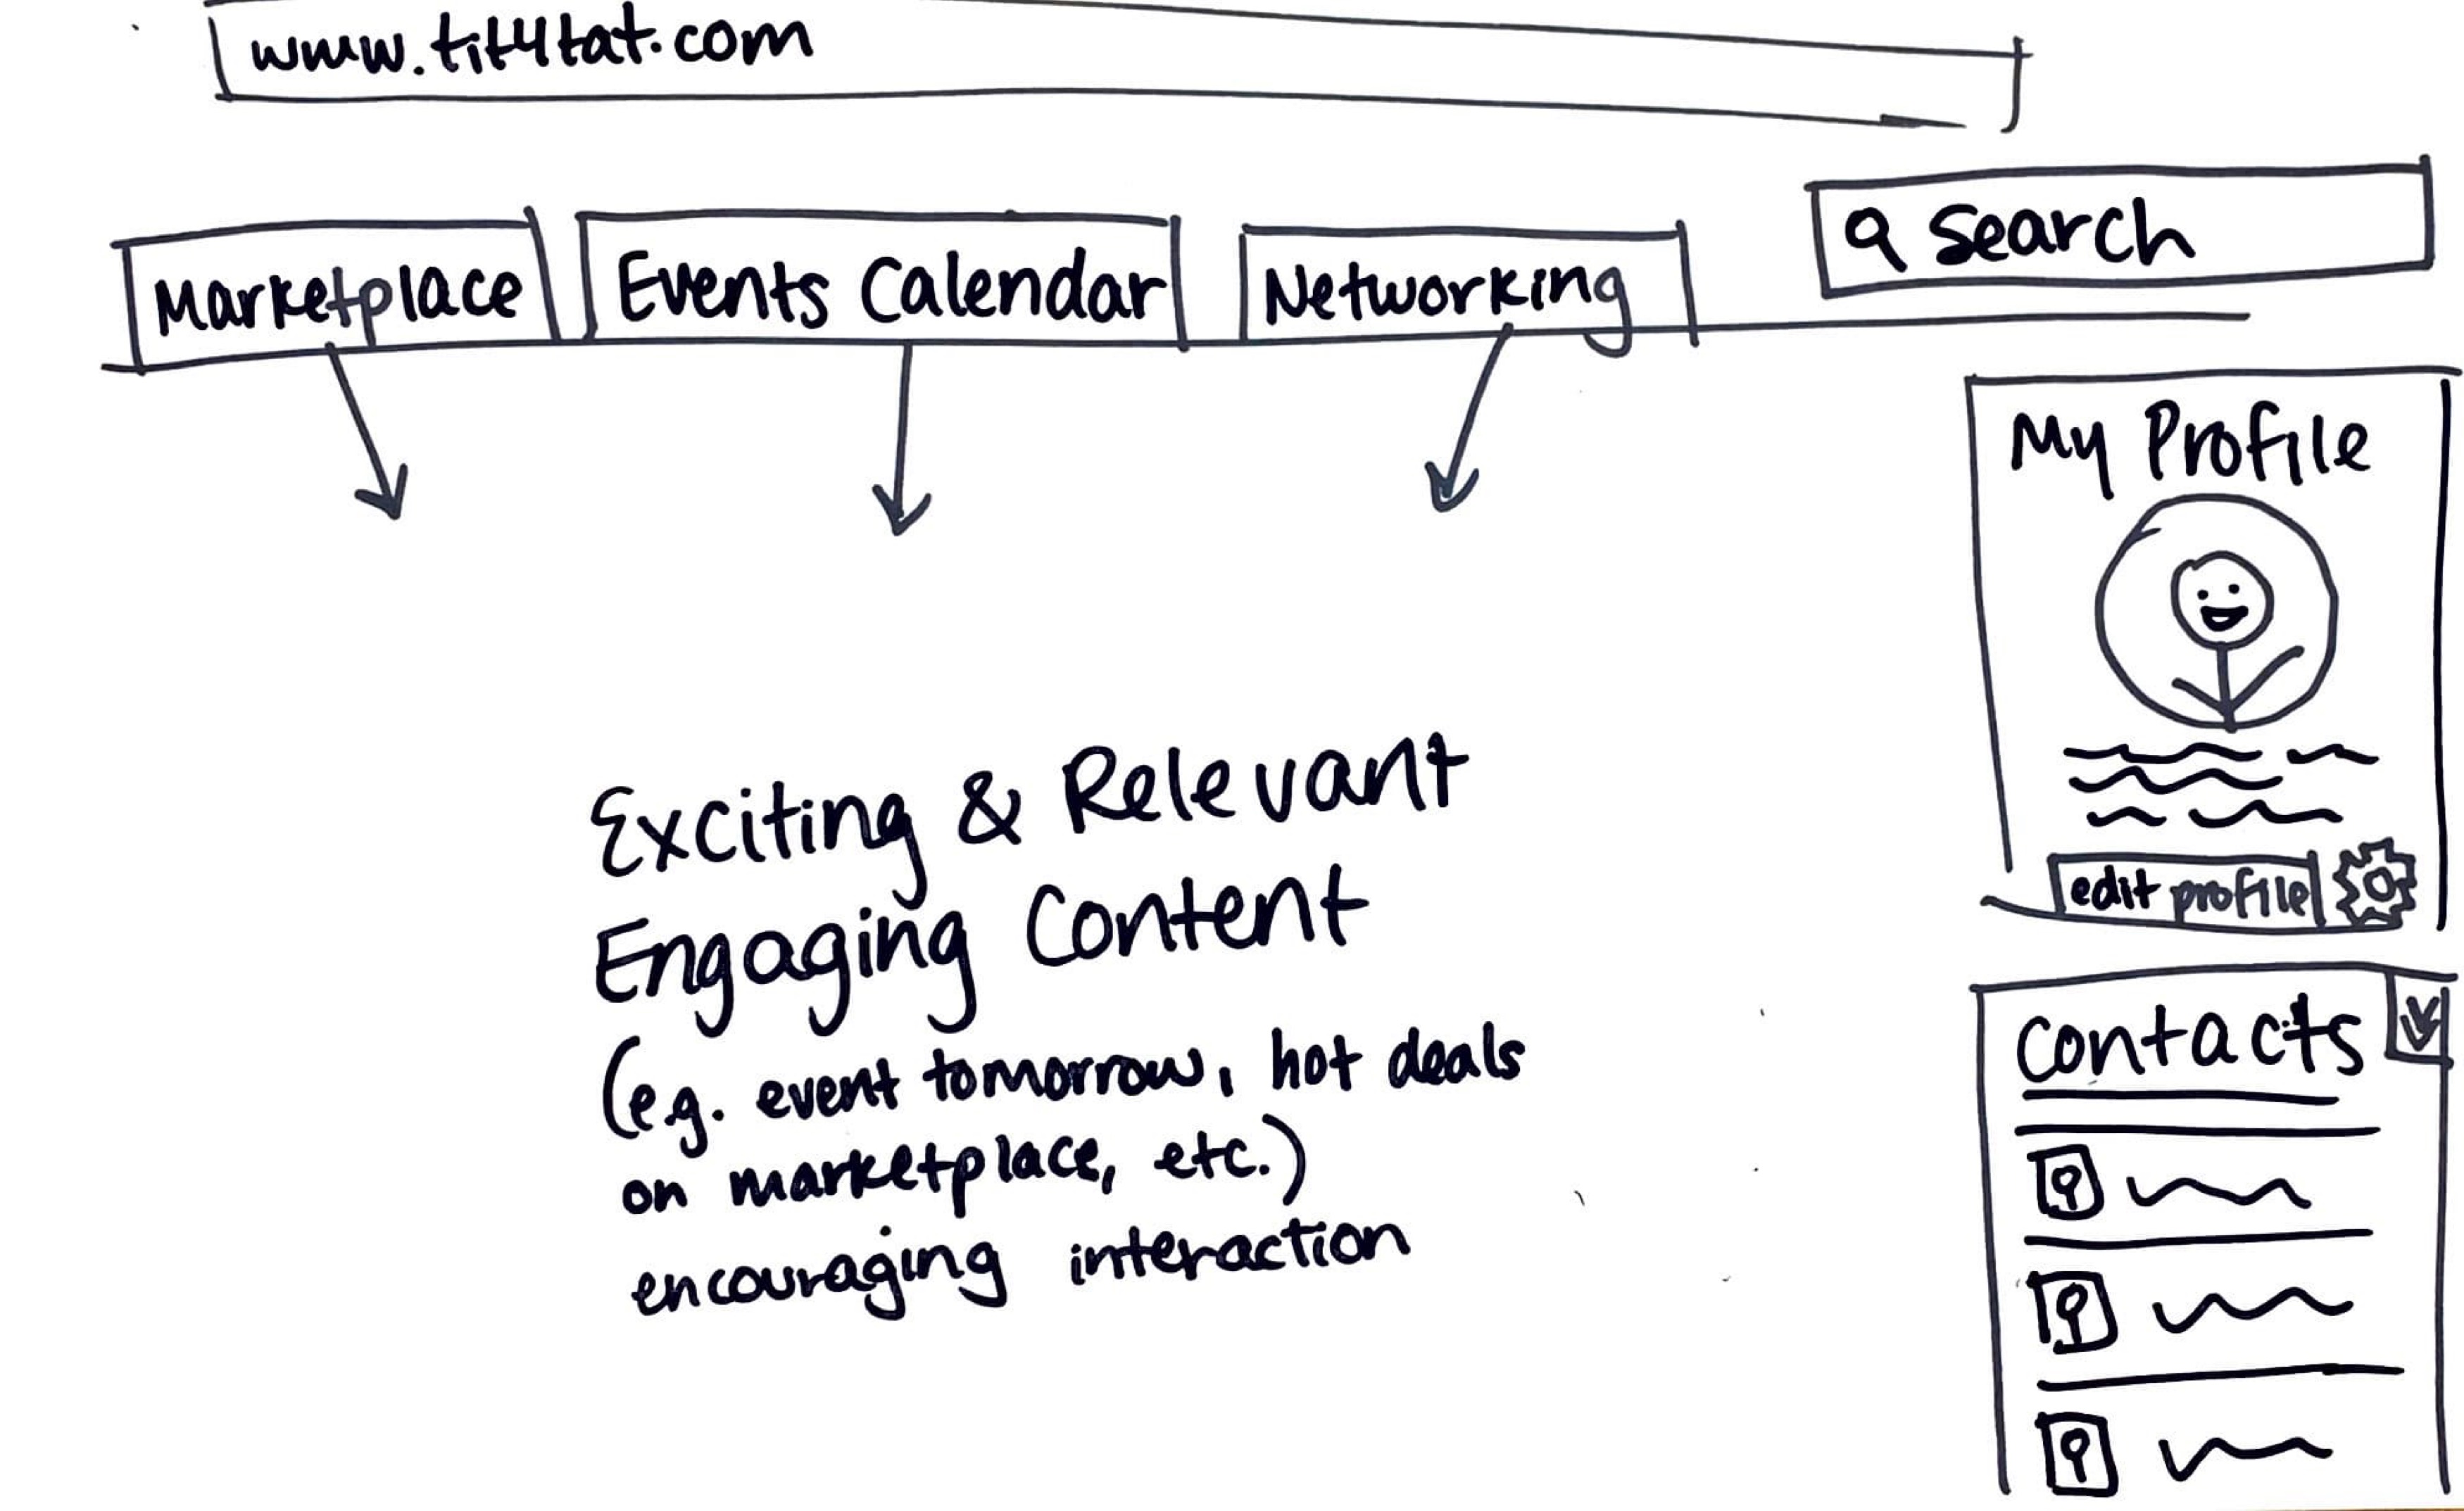 www.tit4tat.com
Marketplace
Events Calendar
Networking
search
My Profile
edit profile
Exciting & Relevant
Engaging Content
(e.g. event tomorrow, hot deals
on marketplace, etc.)
encouraging interaction
contacts